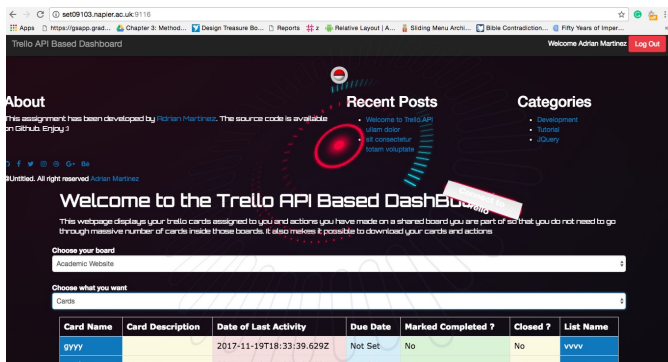 set09103.napier.ac.uk:9116
Apps https://gsapp.grad... Chapter 3: Method... Design Treasure Bo... Reports z Relative Layout | A... Sliding Menu Archi... Bible Contradiction... Fifty Years of Imper...
Trello API Based Dashboard
Welcome Adrian Martinez Log Out
About
This assignment has been developed by Adrian Martinez. The source code is available
on Github. Enjoy :)
G+ Bē
©Untitled. All right reserved Adrian Martinez
Recent Posts
Welcome to Trello API
ullam dolor
sit consectetur
totam voluptate
Categories
Development
Tutorial
JQuery
Welcome to the Trello API Based DashBoard
Connect to
Trello
This webpage displays your trello cards assigned to you and actions you have made on a shared board you are part of so that you do not need to go
through massive number of cards inside those boards. It also makes it possible to download your cards and actions
Choose your board
Academic Website
Choose what you want
Cards
Card Name Card Description Date of Last Activity Due Date Marked Completed ? Closed ? List Name
gyyy 2017-11-19T18:33:39.629Z Not Set No No vvvv